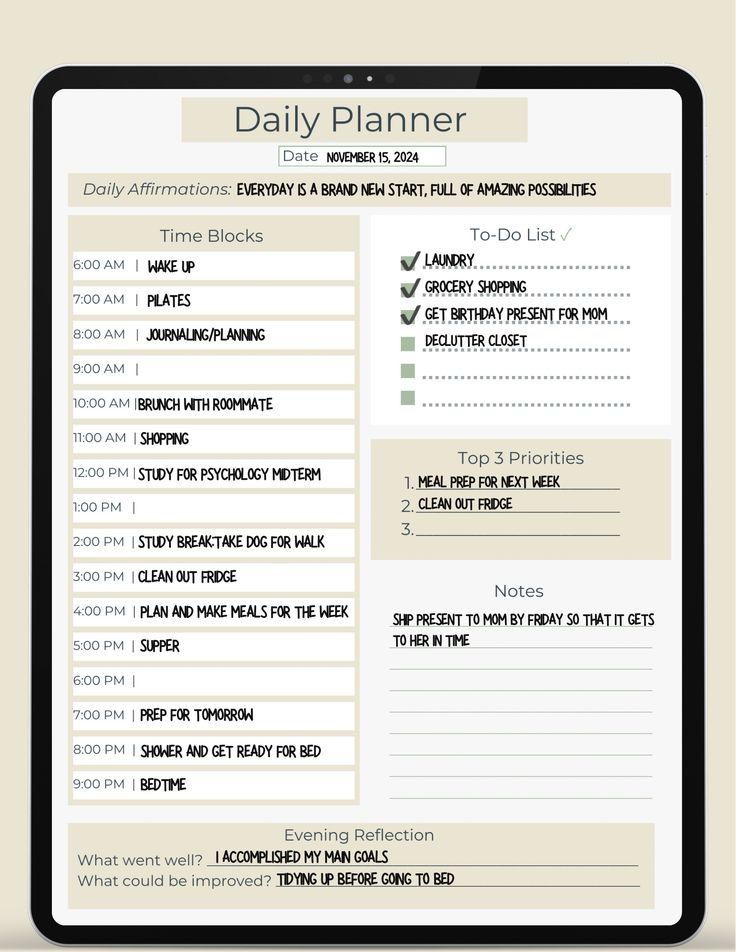 Daily Planner
Date NOVEMBER 15, 2024
Daily Affirmations: EVERYDAY IS A BRAND NEW START, FULL OF AMAZING POSSIBILITIES
Time Blocks
6:00 AM | WAKE UP
7:00 AM | PILATES
8:00 AM | JOURNALING/PLANNING
9:00 AM |
10:00 AM | BRUNCH WITH ROOMMATE
11:00 AM | SHOPPING
12:00 PM | STUDY FOR PSYCHOLOGY MIDTERM
1:00 PM |
2:00 PM | STUDY BREAK:TAKE DOG FOR WALK
3:00 PM | CLEAN OUT FRIDGE
4:00 PM | PLAN AND MAKE MEALS FOR THE WEEK
5:00 PM | SUPPER
6:00 PM |
7:00 PM | PREP FOR TOMORROW
8:00 PM | SHOWER AND GET READY FOR BED
9:00 PM | BEDTIME
To-Do List ✓
LAUNDRY
GROCERY SHOPPING
GET BIRTHDAY PRESENT FOR MOM
DECLUTTER CLOSET
Top 3 Priorities
1. MEAL PREP FOR NEXT WEEK
2. CLEAN OUT FRIDGE
3.
Notes
SHIP PRESENT TO MOM BY FRIDAY SO THAT IT GETS
TO HER IN TIME
Evening Reflection
What went well? I ACCOMPLISHED MY MAIN GOALS
What could be improved? TIDYING UP BEFORE GOING TO BED